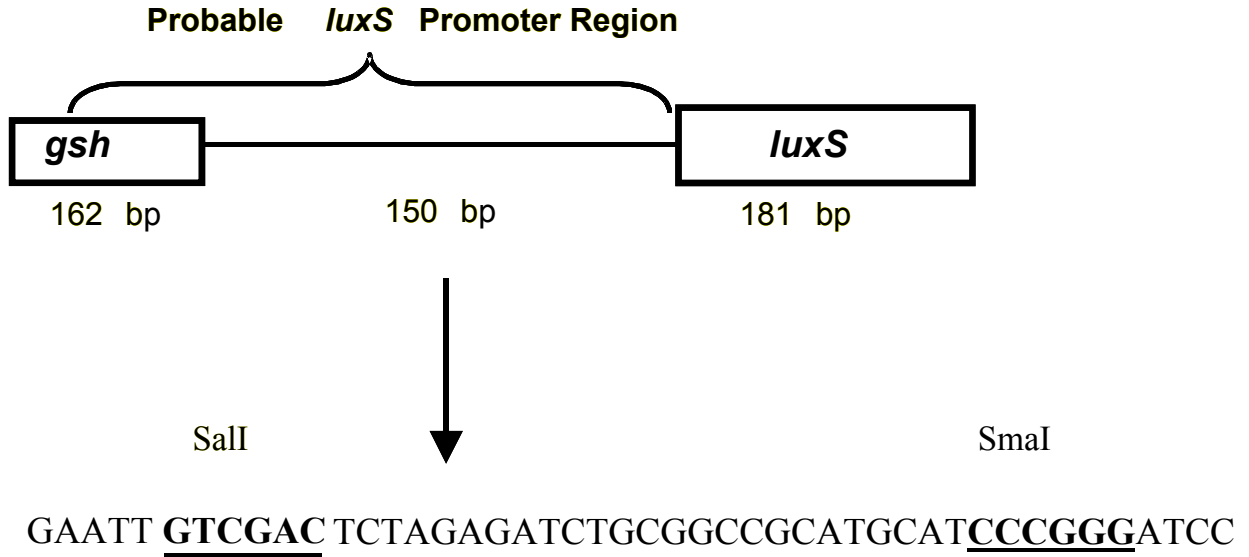 Probable luxS Promoter Region
gsh luxS
162 bp 150 bp 181 bp
SalI SmaI
GAATT GTCGAC TCTAGAGATCTGCGGCCGCATGCATCCCGGGATCC